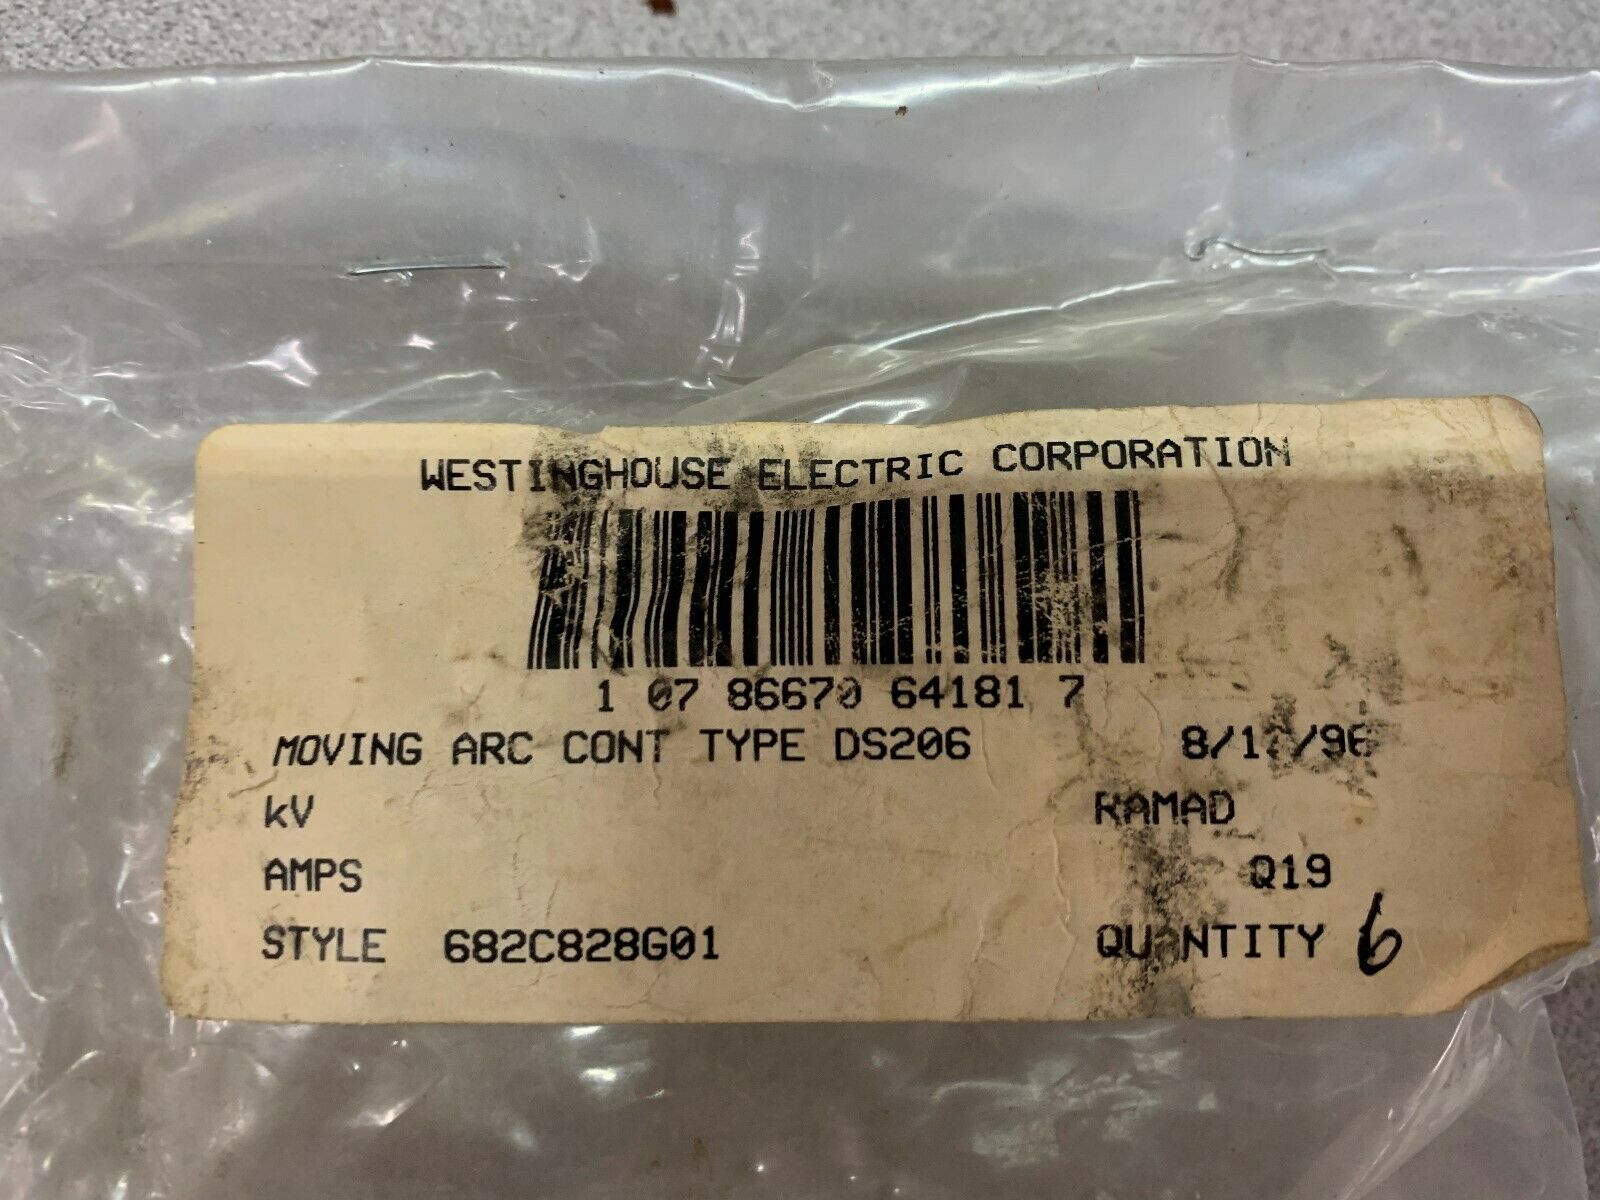 WESTINGHOUSE ELECTRIC CORPORATION
1 07 86670 64181 7
MOVING ARC CONT TYPE DS206
kV RAMAD
AMPS Q19
STYLE 682C828G01 QUANTITY 6